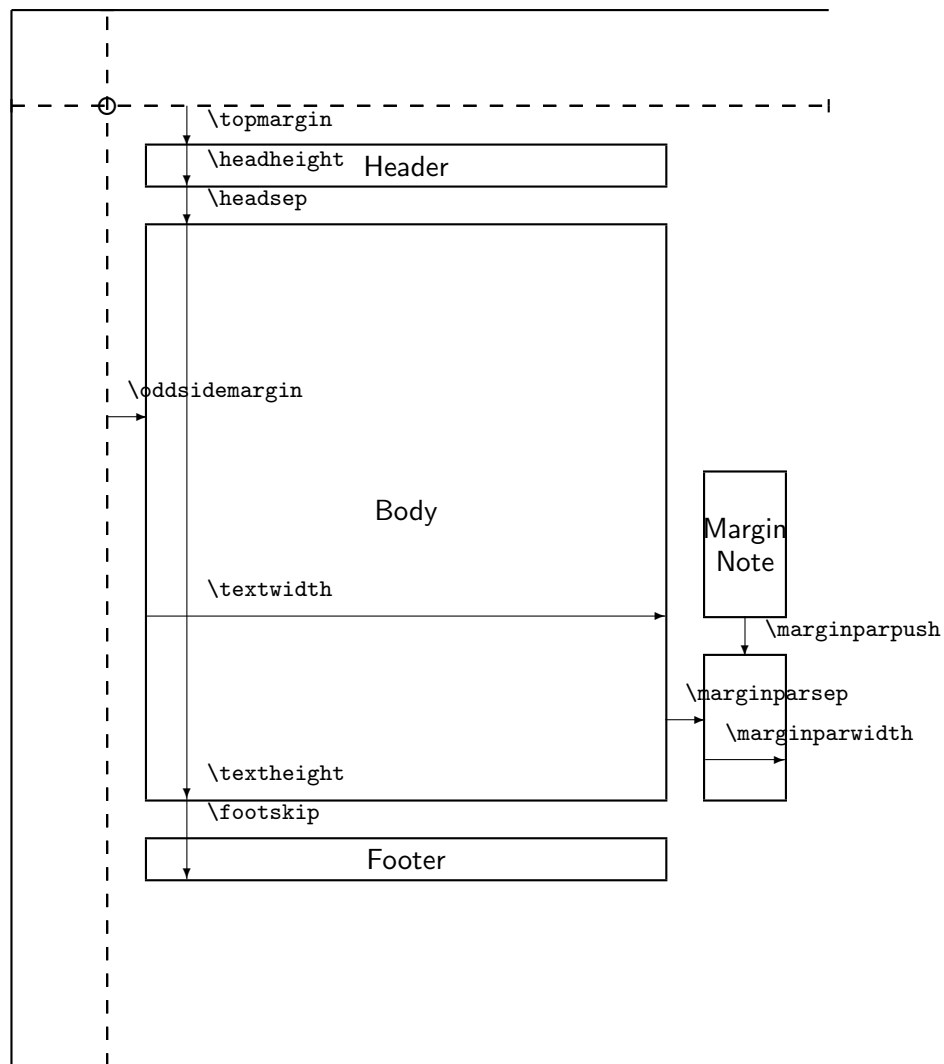 \topmargin
\headheight
Header
\headsep
\oddsidemargin
Body
Margin
Note
\textwidth
\marginparpush
\marginparsep
\marginparwidth
\textheight
\footskip
Footer